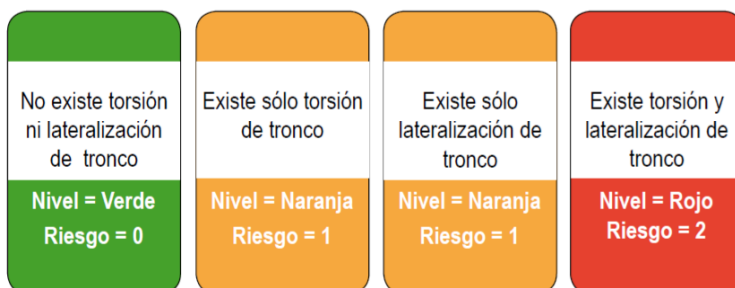 No existe torsión
ni lateralización
de tronco
Nivel = Verde
Riesgo = 0
Existe sólo torsión
de tronco
Nivel = Naranja
Riesgo = 1
Existe sólo
lateralización de
tronco
Nivel = Naranja
Riesgo = 1
Existe torsión y
lateralización de
tronco
Nivel = Rojo
Riesgo = 2